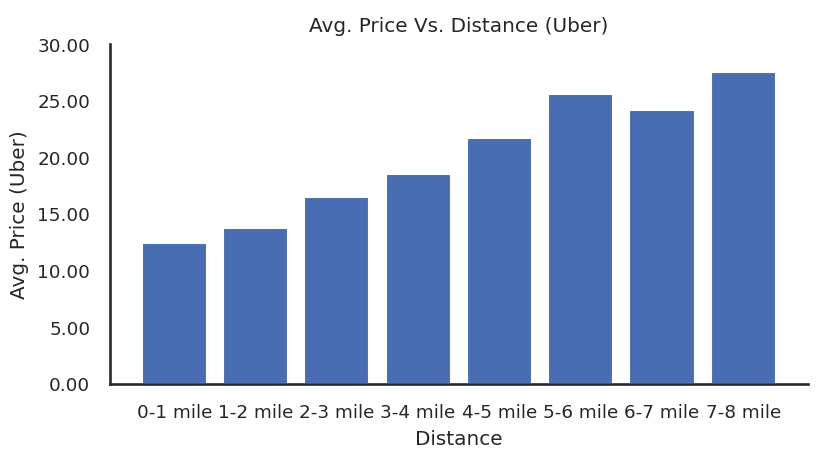 Avg. Price Vs. Distance (Uber)
30.00
25.00
20.00
15.00
10.00
5.00
0.00
Avg. Price (Uber)
0-1 mile 1-2 mile 2-3 mile 3-4 mile 4-5 mile 5-6 mile 6-7 mile 7-8 mile
Distance